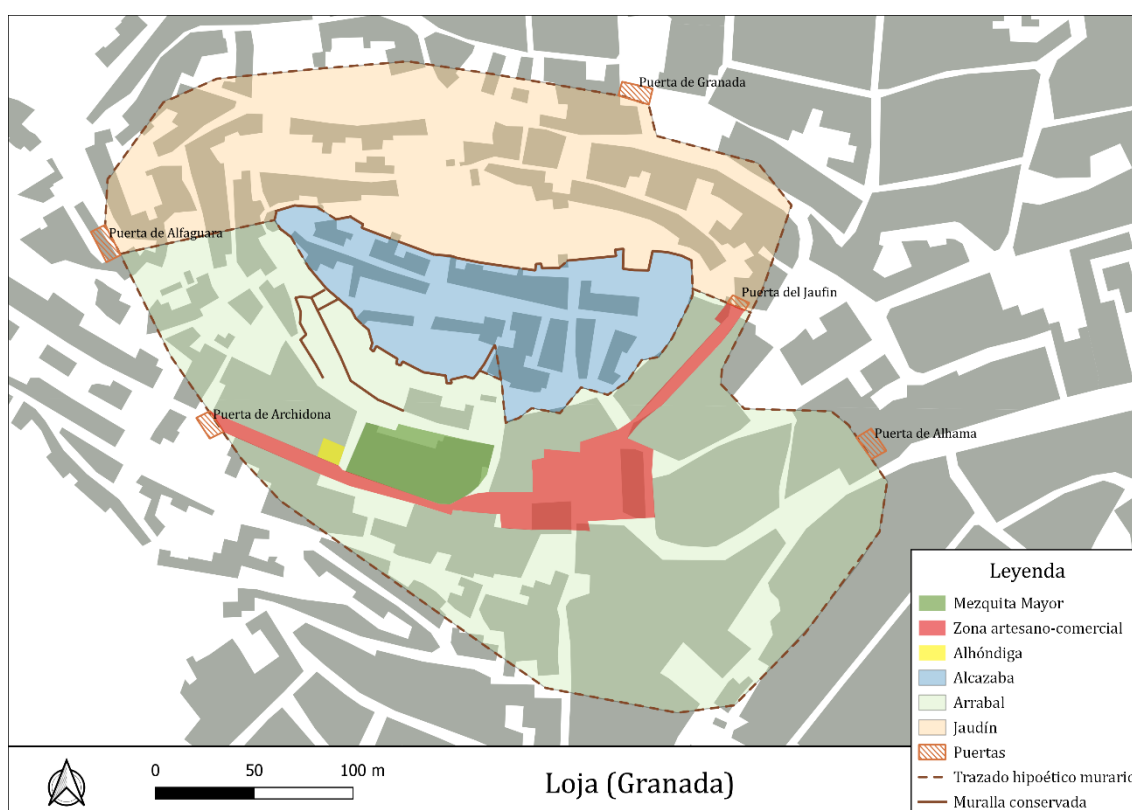 Puerta de Granada
Puerta de Alfaguara
Puerta del Jaufin
Puerta de Archidona
Puerta de Alhama
Leyenda
Mezquita Mayor
Zona artesano-comercial
Alhóndiga
Alcazaba
Arrabal
Jaudín
Puertas
Trazado hipoético murario
Muralla conservada
0 50 100 m
Loja (Granada)